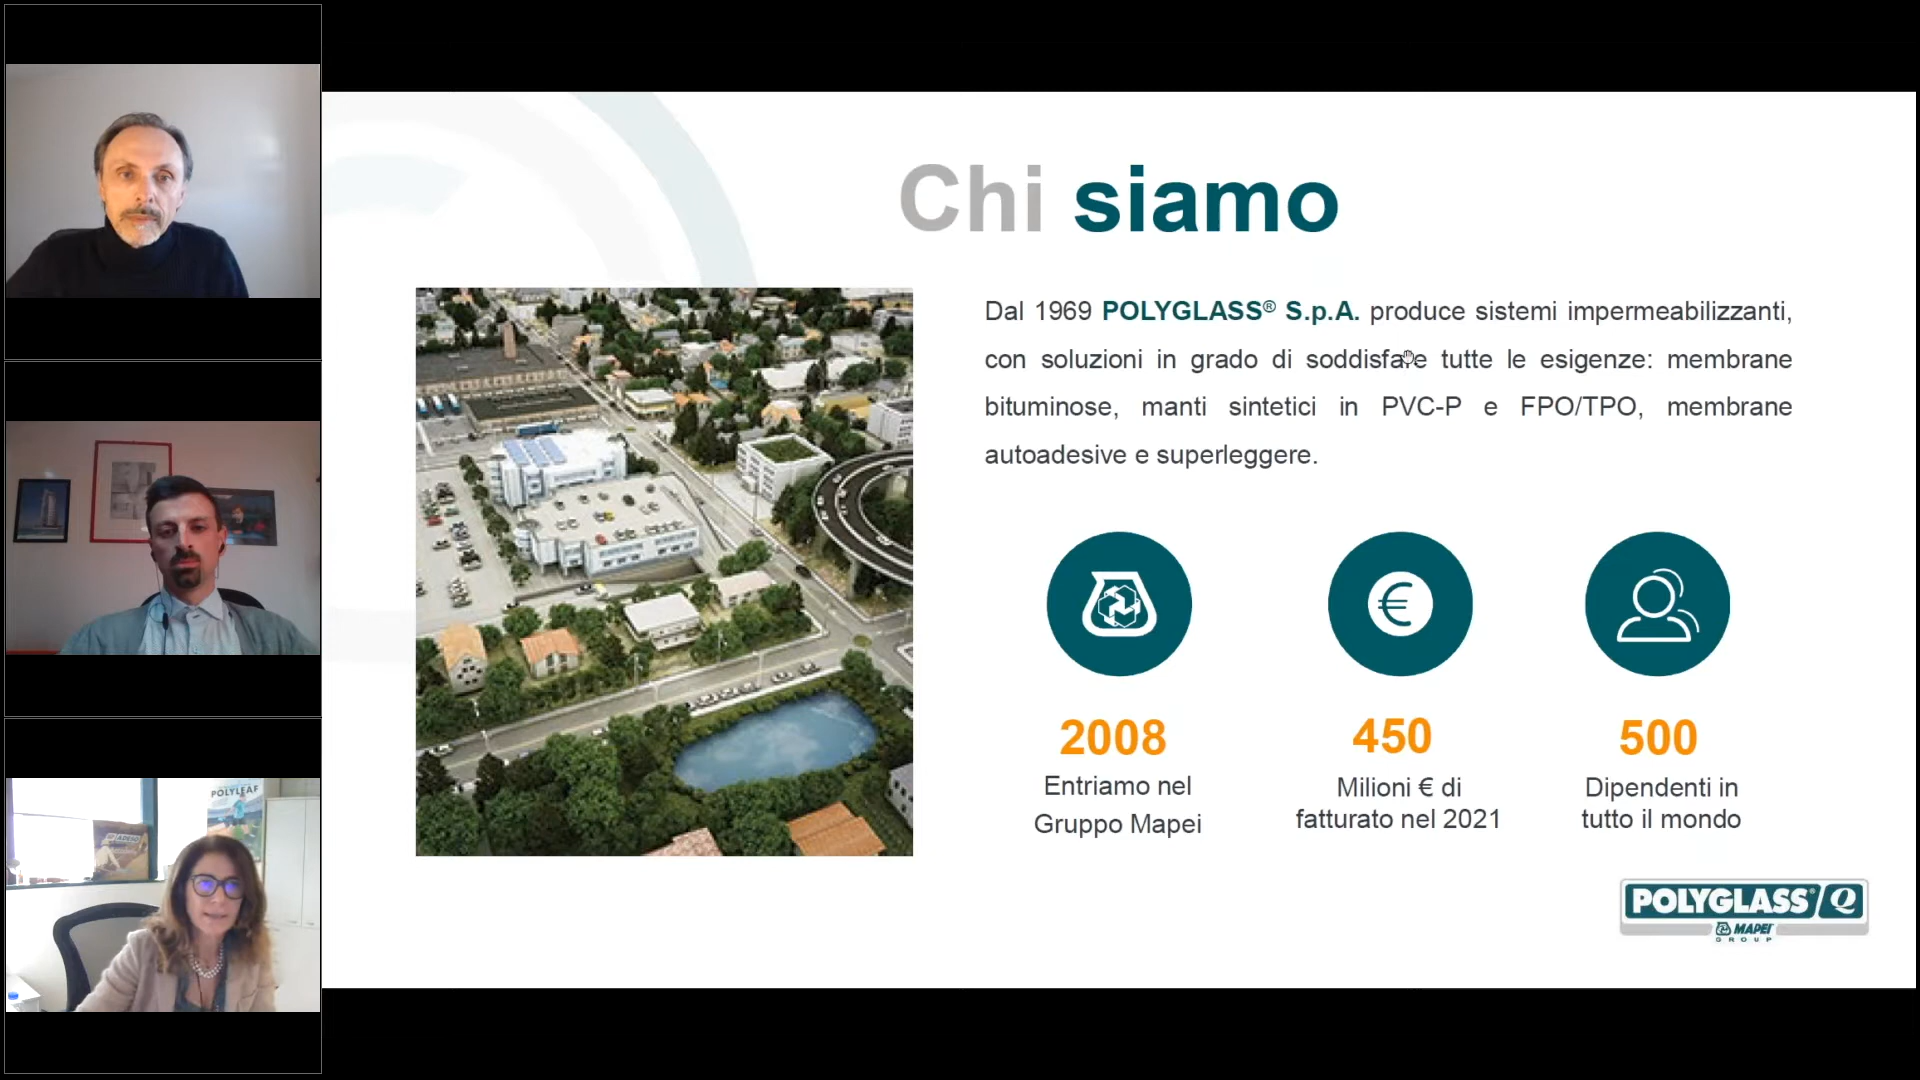 Chi siamo
Dal 1969 POLYGLASS® S.p.A. produce sistemi impermeabilizzanti,
con soluzioni in grado di soddisfare tutte le esigenze: membrane
bituminose, manti sintetici in PVC-P e FPO/TPO, membrane
autoadesive e superleggere.
2008
Entriamo nel
Gruppo Mapei
450
Milioni € di
fatturato nel 2021
500
Dipendenti in
tutto il mondo
POLYGLASS® Q
MAPEI
GROUP
POLYLEAF